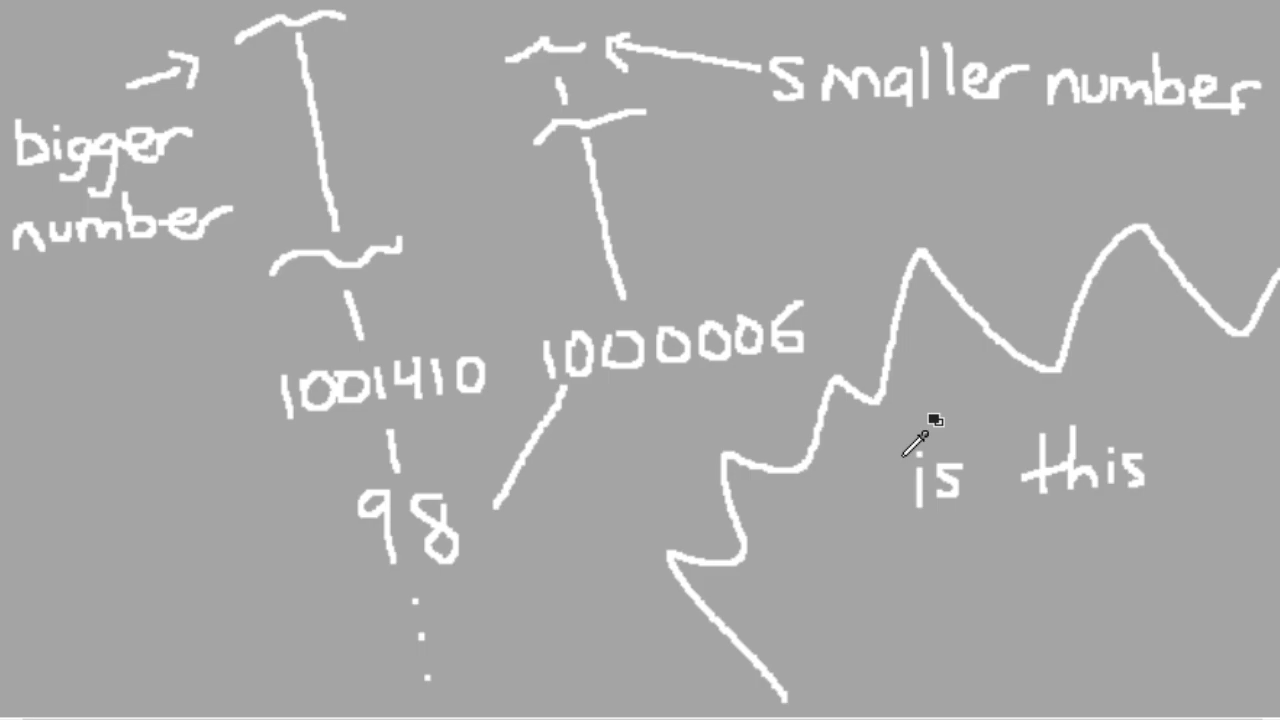 Smaller number
bigger
number
1001410
1000006
98
is this